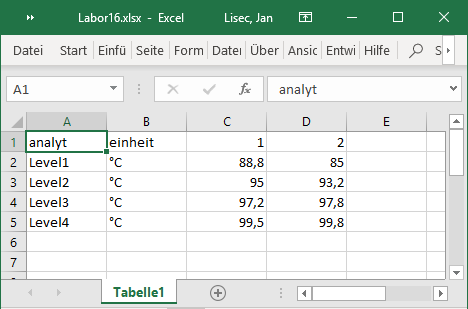 Labor16.xlsx - Excel Lisec, Jan
Datei Start Einfü Seite Form Datei Über Ansic Entwi Hilfe S
A1 fx analyt
A B C D E
1 analyt einheit 1 2
2 Level1 °C 88,8 85
3 Level2 °C 95 93,2
4 Level3 °C 97,2 97,8
5 Level4 °C 99,5 99,8
6
7
Tabelle1